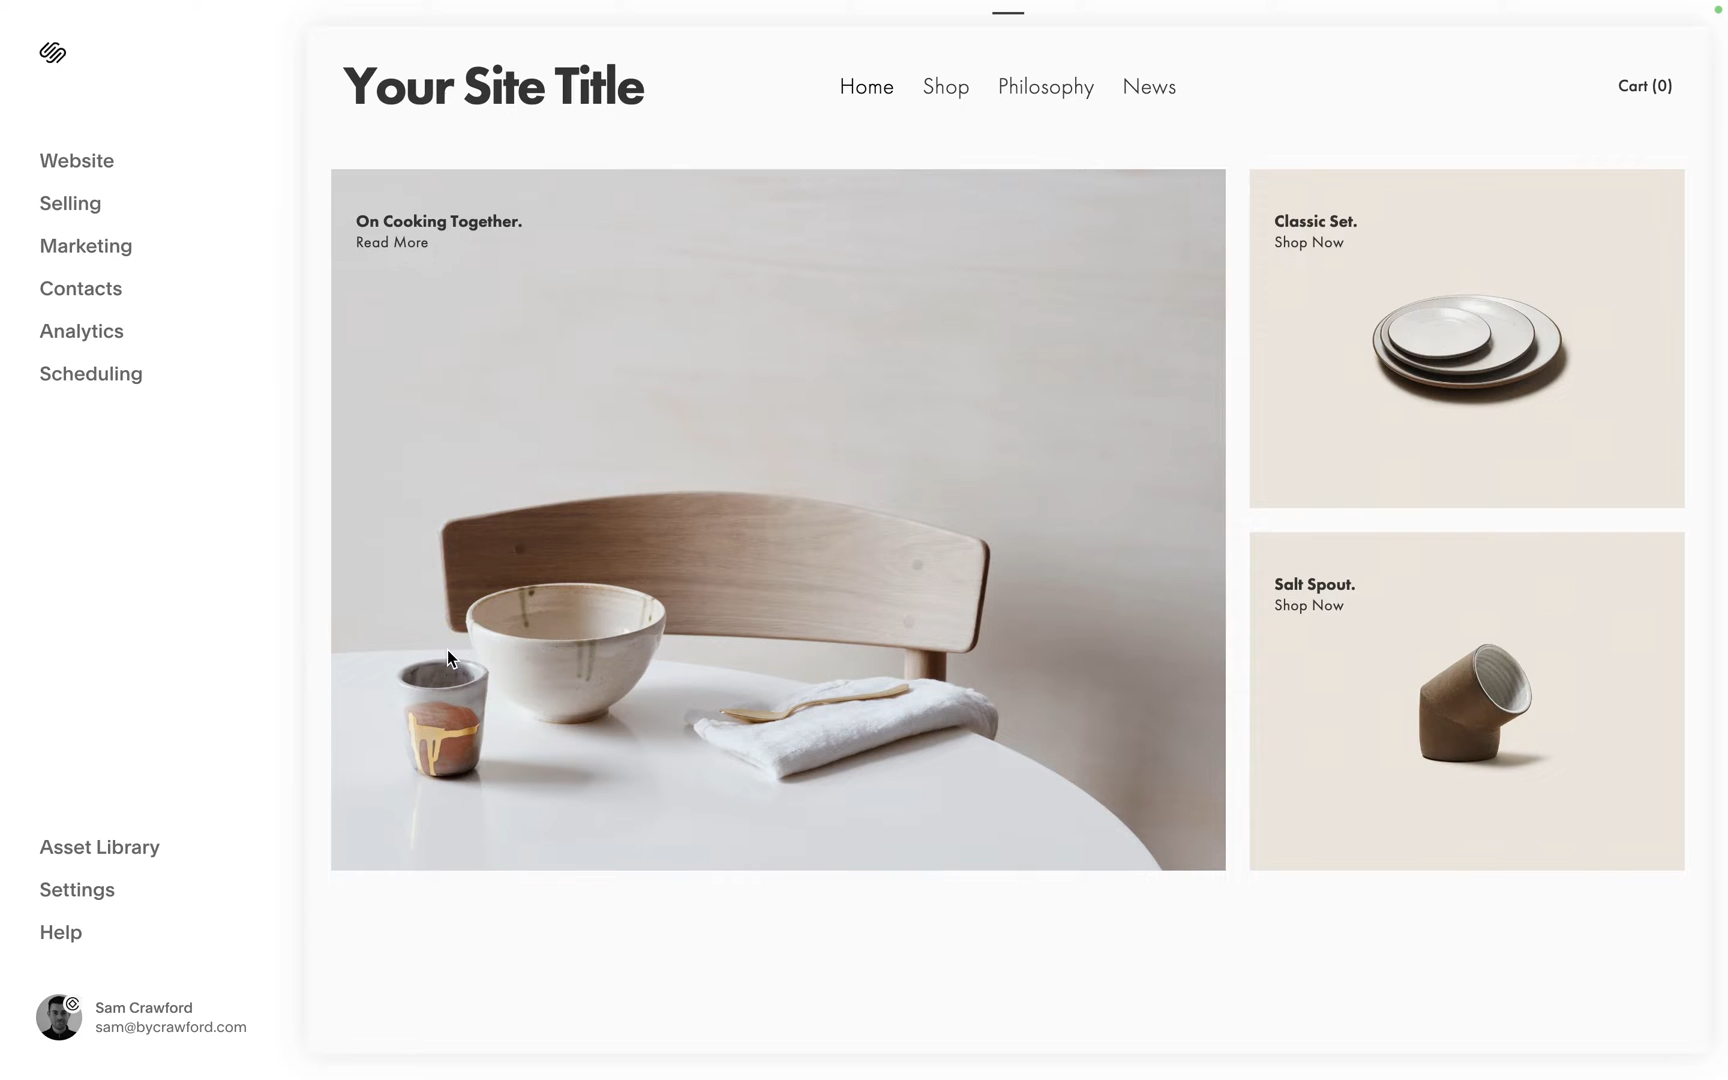 Website
Selling
Marketing
Contacts
Analytics
Scheduling
Asset Library
Settings
Help
Sam Crawford
sam@bycrawford.com
Your Site Title
Home Shop Philosophy News
Cart (0)
On Cooking Together.
Read More
Classic Set.
Shop Now
Salt Spout.
Shop Now